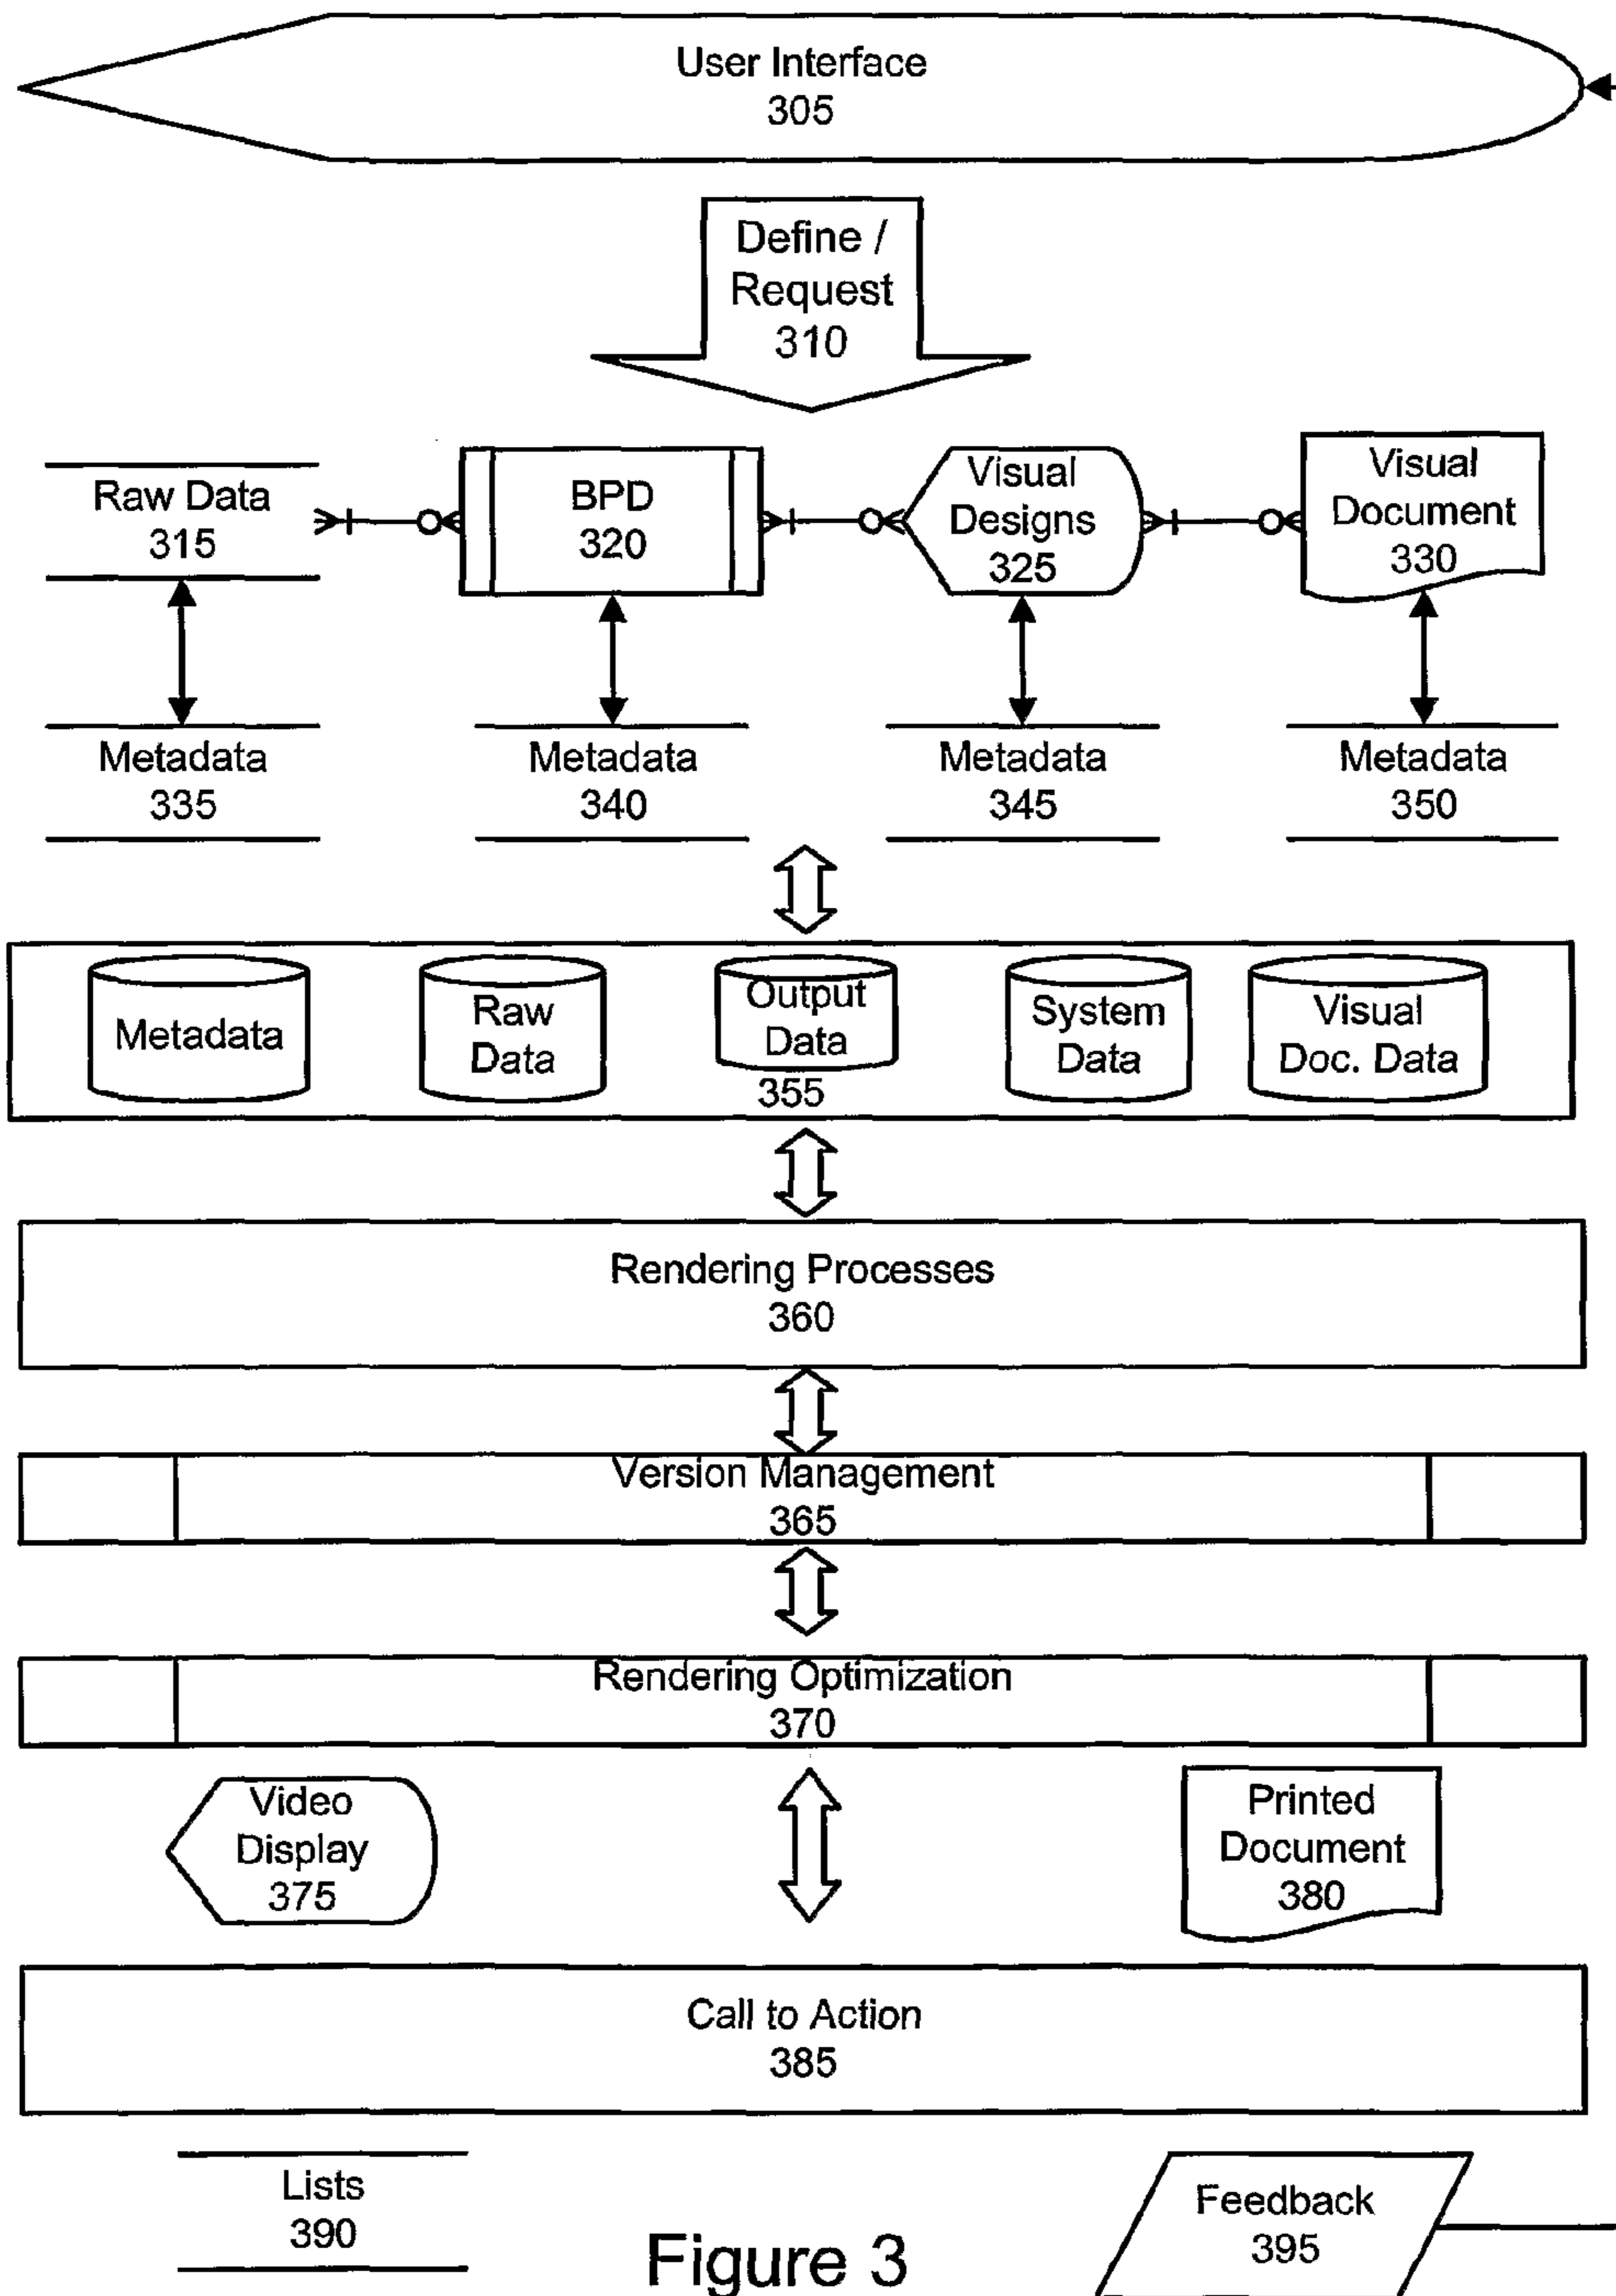 User Interface
305
Define /
Request
310
Raw Data
315
BPD
320
Visual
Designs
325
Visual
Document
330
Metadata
335
Metadata
340
Metadata
345
Metadata
350
Metadata
Raw
Data
Output
Data
355
System
Data
Visual
Doc. Data
Rendering Processes
360
Version Management
365
Rendering Optimization
370
Video
Display
375
Printed
Document
380
Call to Action
385
Lists
390
Feedback
395
Figure 3